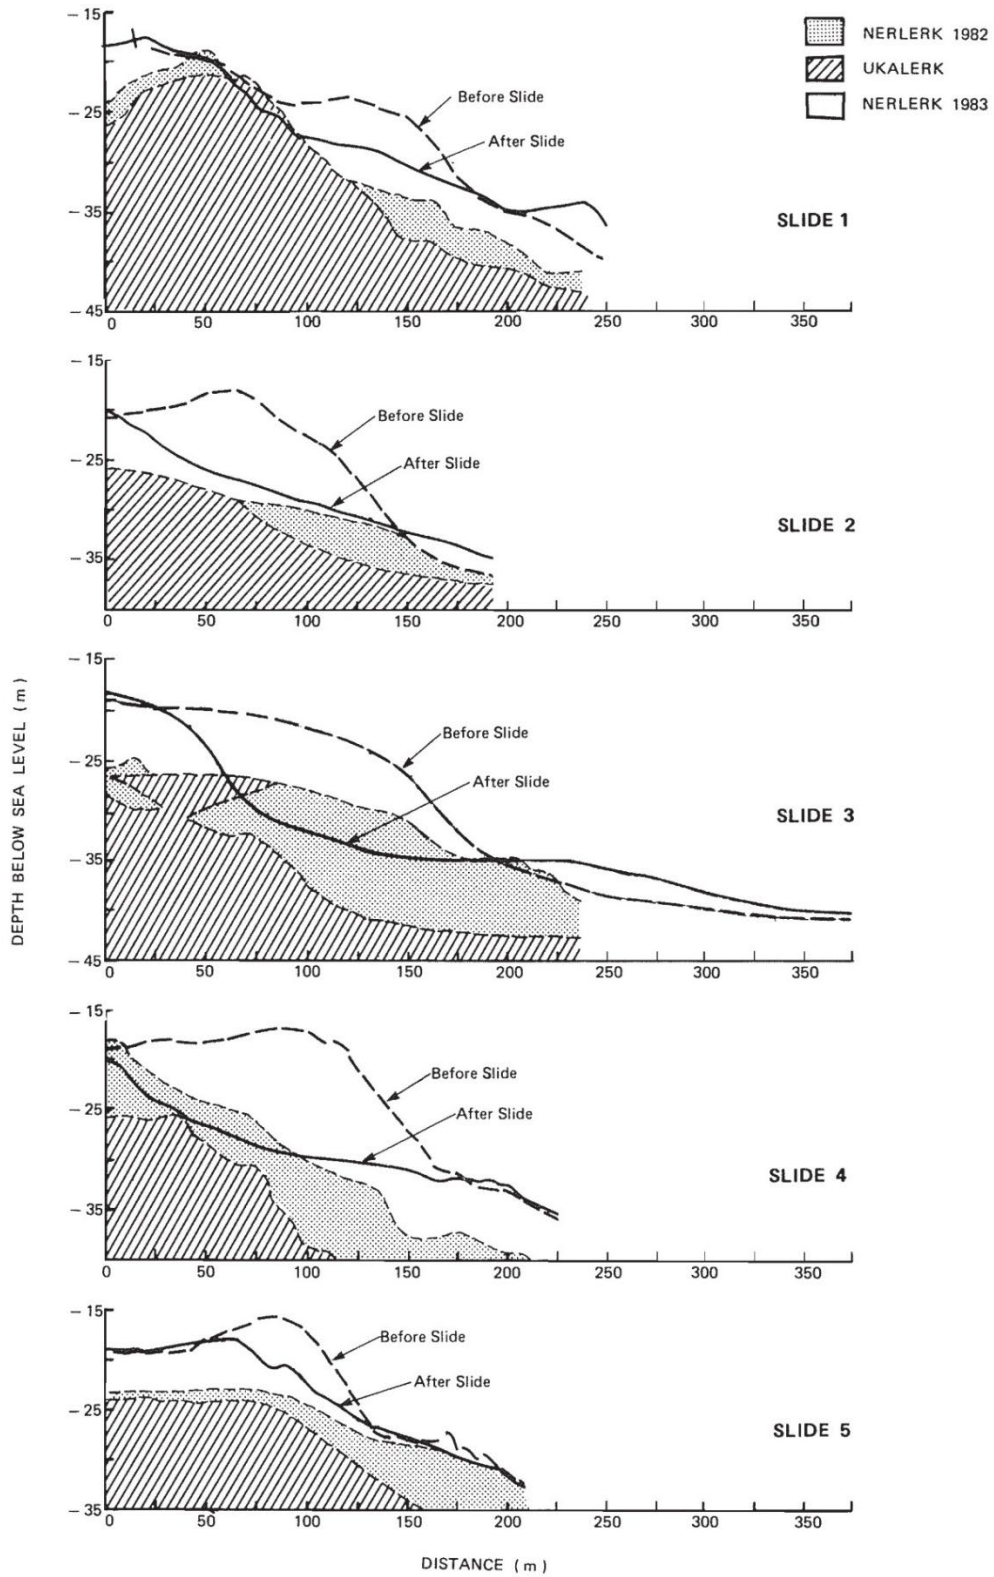 NERLERK 1982
UKALERK
NERLERK 1983
DEPTH BELOW SEA LEVEL (m)
-15
-25
-35
-45
Before Slide
After Slide
SLIDE 1
0 50 100 150 200 250 300 350
-15
-25
-35
Before Slide
After Slide
SLIDE 2
0 50 100 150 200 250 300 350
-15
-25
-35
-45
Before Slide
After Slide
SLIDE 3
0 50 100 150 200 250 300 350
-15
-25
-35
Before Slide
After Slide
SLIDE 4
0 50 100 150 200 250 300 350
-15
-25
-35
Before Slide
After Slide
SLIDE 5
0 50 100 150 200 250 300 350
DISTANCE (m)